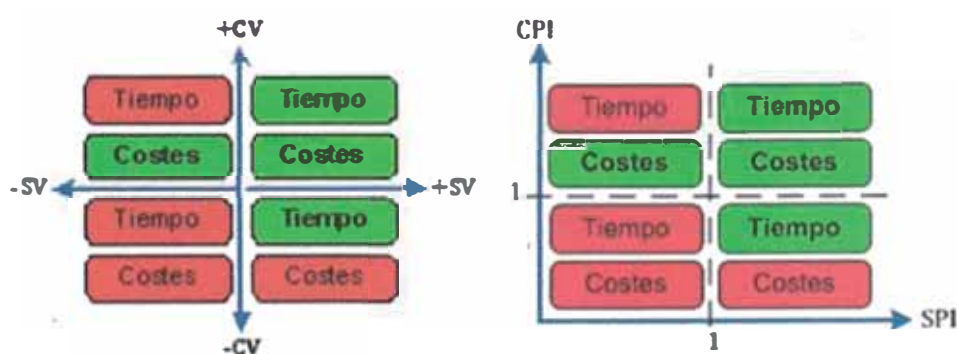 +CV
Tiempo Tiempo
Costes Costes
-SV +SV
Tiempo Tiempo
Costes Costes
-CV
CPI
Tiempo Tiempo
Costes Costes
1
Tiempo Tiempo
Costes Costes
SPI
1